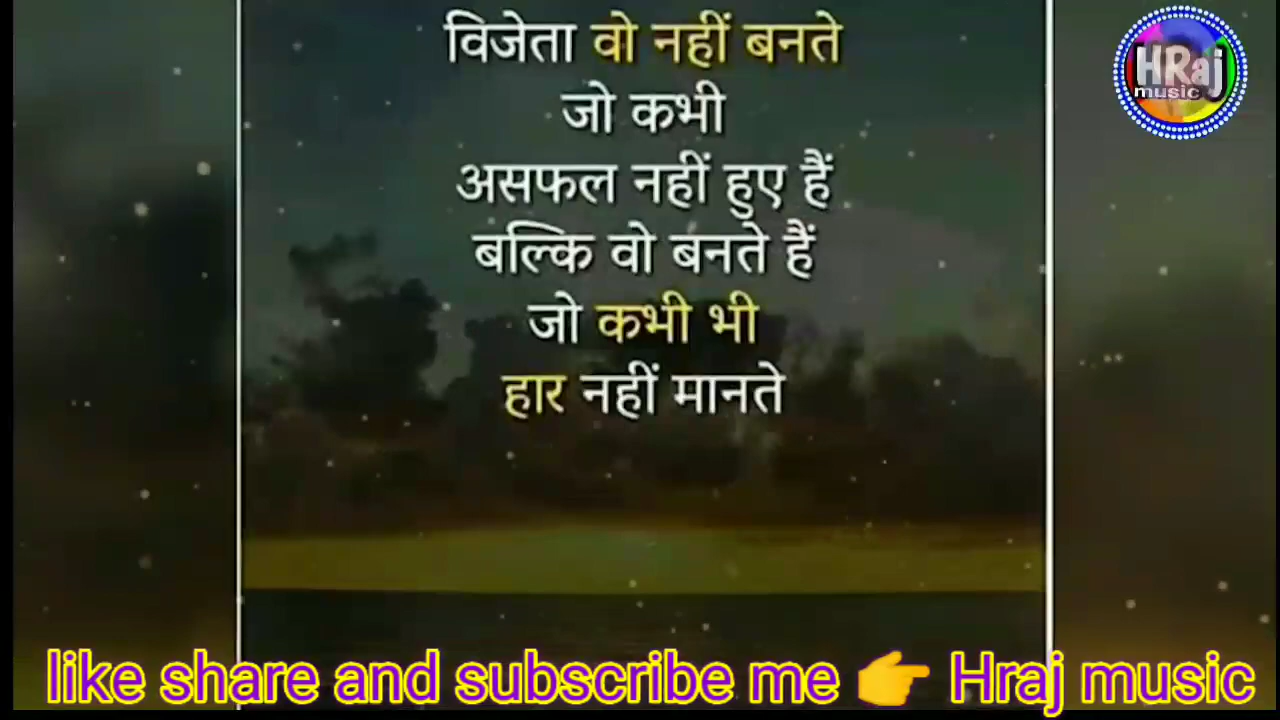 विजेता वो नहीं बनते
जो कभी
असफल नहीं हुए हैं
बल्कि वो बनते हैं
जो कभी भी
हार नहीं मानते
HRaj
music
like share and subscribe me 👉 Hraj music